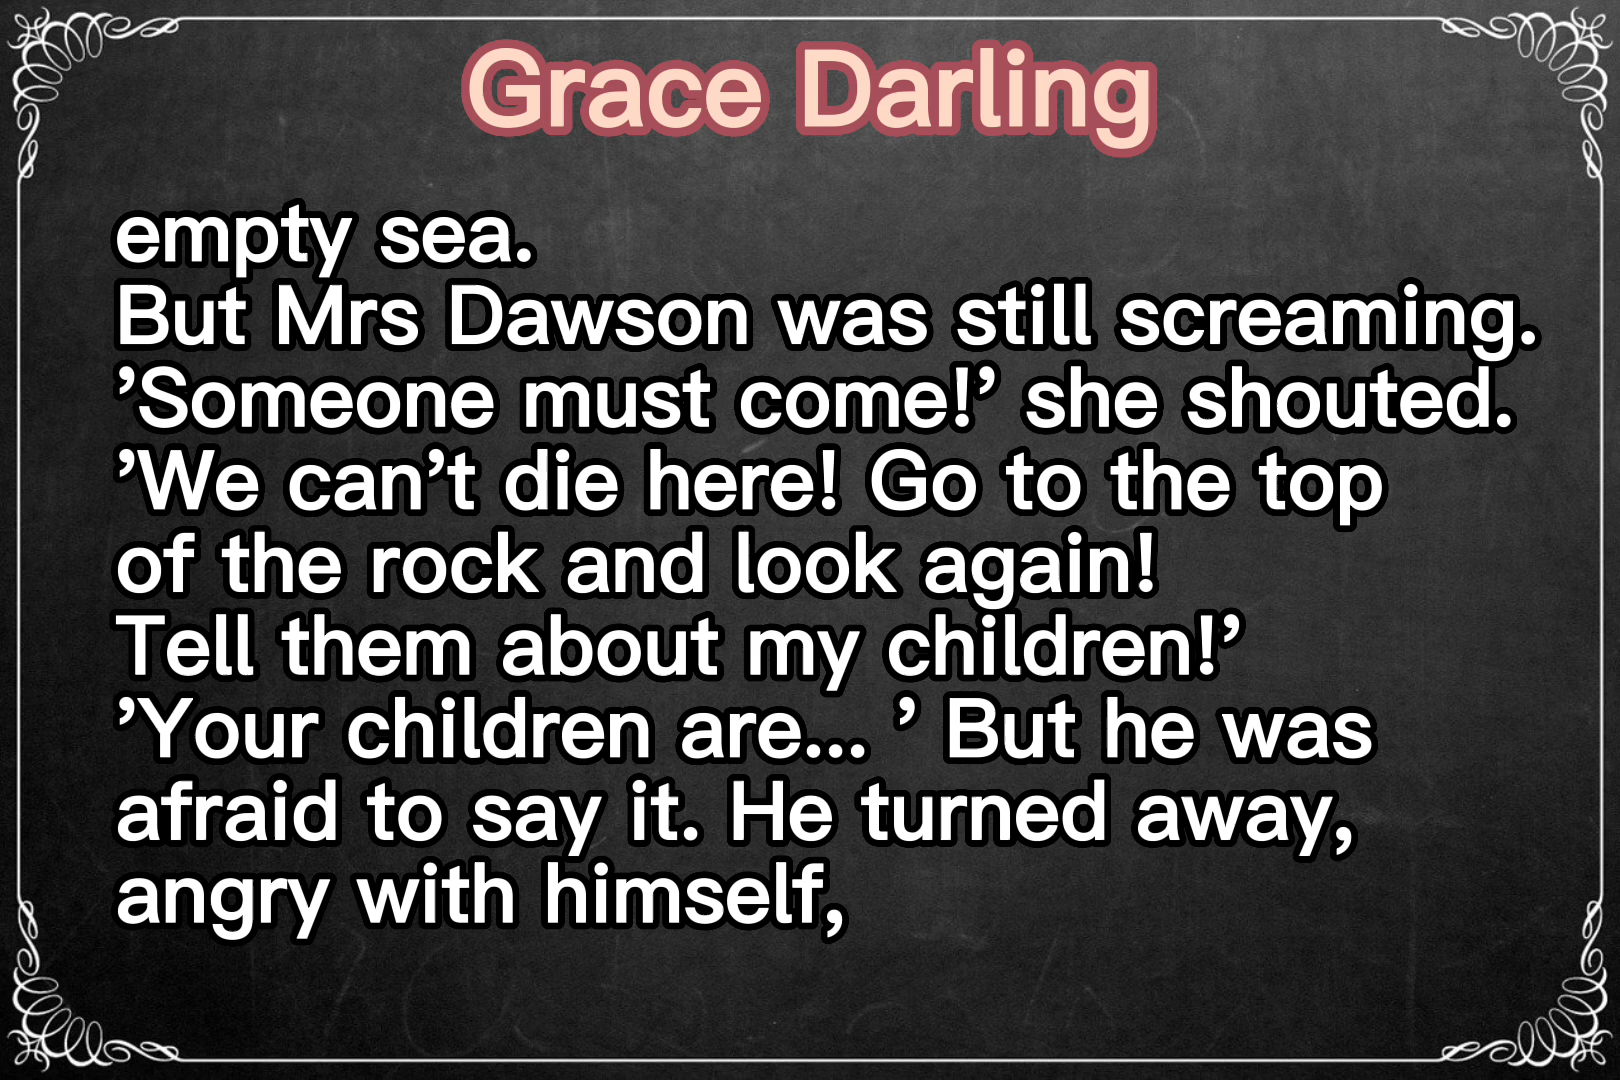 Grace Darling
empty sea.
But Mrs Dawson was still screaming.
’Someone must come!’ she shouted.
’We can’t die here! Go to the top
of the rock and look again!
Tell them about my children!’
’Your children are... ’ But he was
afraid to say it. He turned away,
angry with himself,